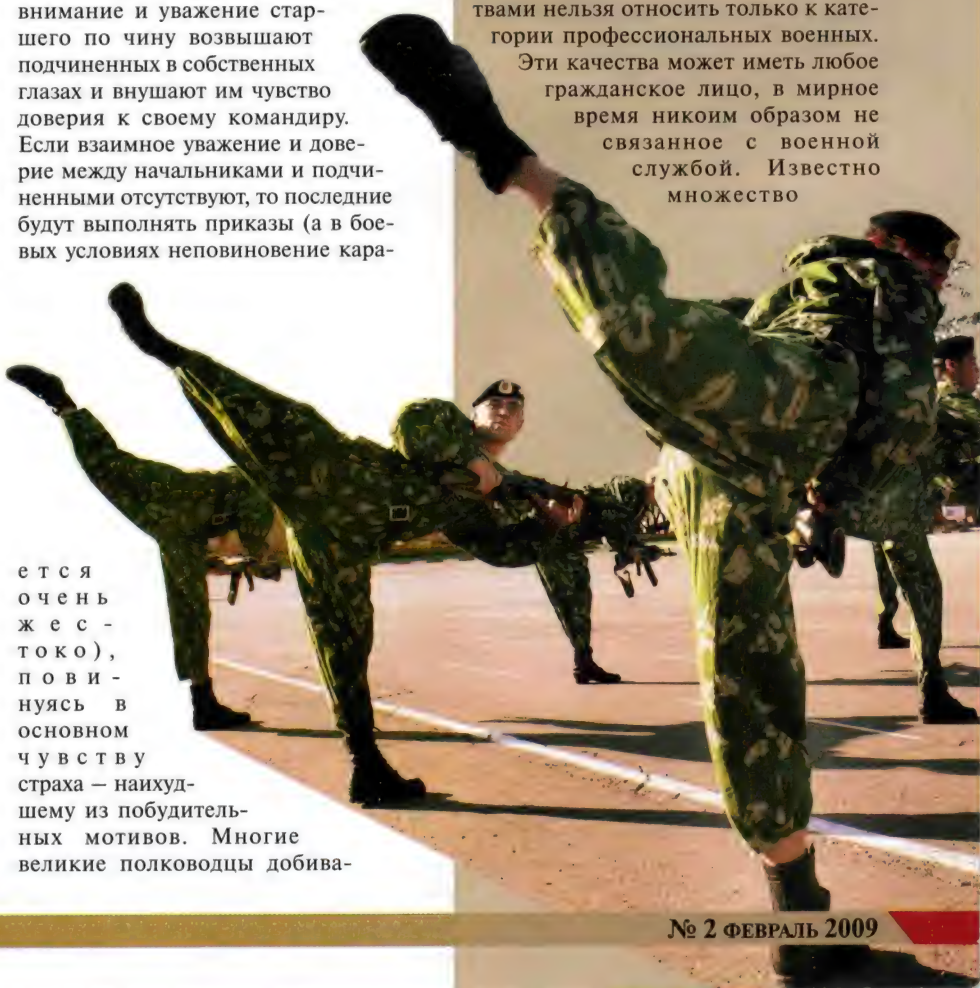 внимание и уважение стар-
шего по чину возвышают
подчиненных в собственных
глазах и внушают им чувство
доверия к своему командиру.
Если взаимное уважение и дове-
рие между начальниками и подчи-
ненными отсутствуют, то последние
будут выполнять приказы (а в бое-
вых условиях неповиновение кара-
ется
очень
жес-
токо),
пови-
нуясь в
основном
чувству
страха – наихуд-
шему из побудитель-
ных мотивов. Многие
великие полководцы добива-
твами нельзя относить только к кате-
гории профессиональных военных.
Эти качества может иметь любое
гражданское лицо, в мирное
время никоим образом не
связанное с военной
службой. Известно
множество
№ 2 ФЕВРАЛЬ 2009